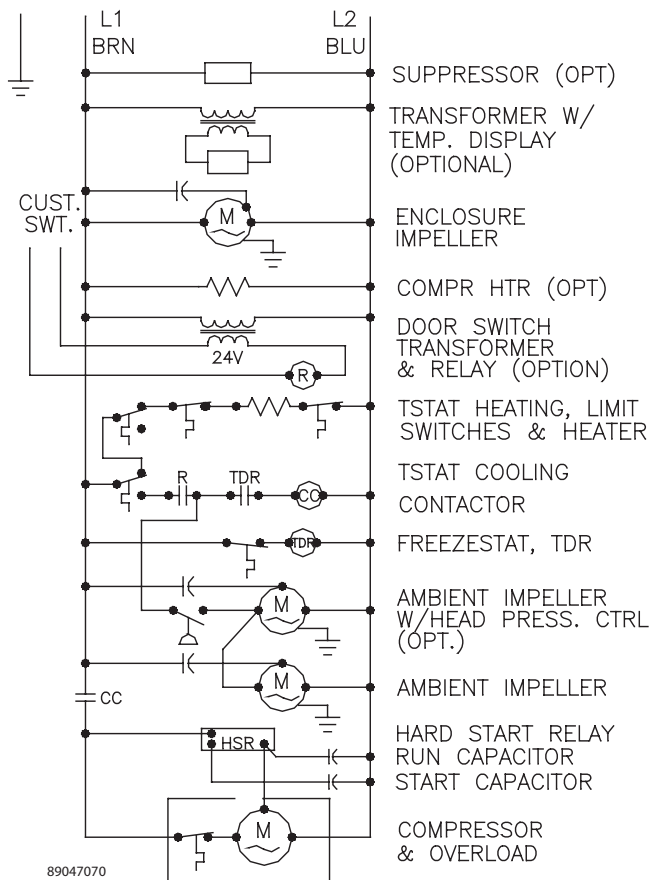 L1
L2
BRN
BLU
SUPPRESSOR (OPT)
TRANSFORMER W/
TEMP. DISPLAY
(OPTIONAL)
CUST.
SWT.
M
ENCLOSURE
IMPELLER
COMPR HTR (OPT)
DOOR SWITCH
TRANSFORMER
& RELAY (OPTION)
24V
R
TSTAT HEATING, LIMIT
SWITCHES & HEATER
TSTAT COOLING
CONTACTOR
R
TDR
CC
FREEZESTAT, TDR
TDR
AMBIENT IMPELLER
W/HEAD PRESS. CTRL
(OPT.)
M
AMBIENT IMPELLER
M
CC
HARD START RELAY
HSR
RUN CAPACITOR
START CAPACITOR
COMPRESSOR
& OVERLOAD
M
89047070